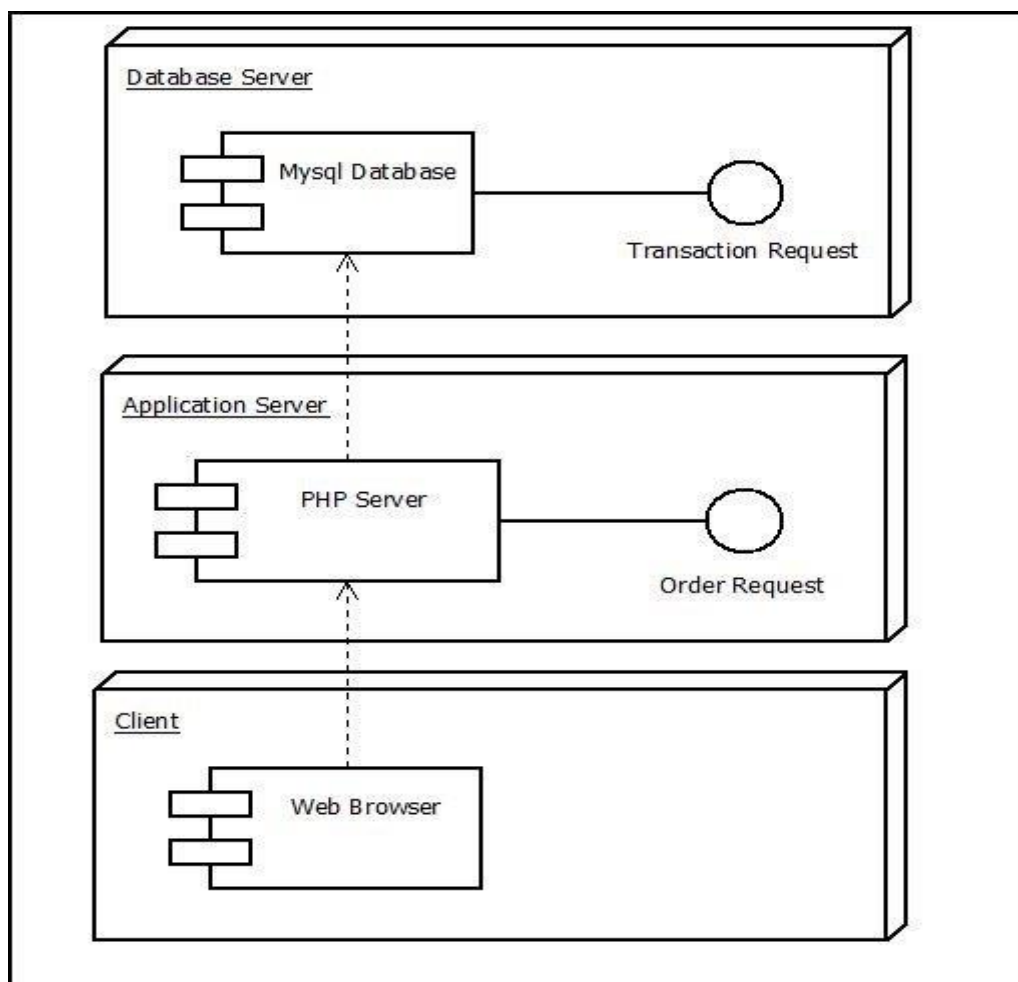 Database Server
Mysql Database
Transaction Request
Application Server
PHP Server
Order Request
Client
Web Browser